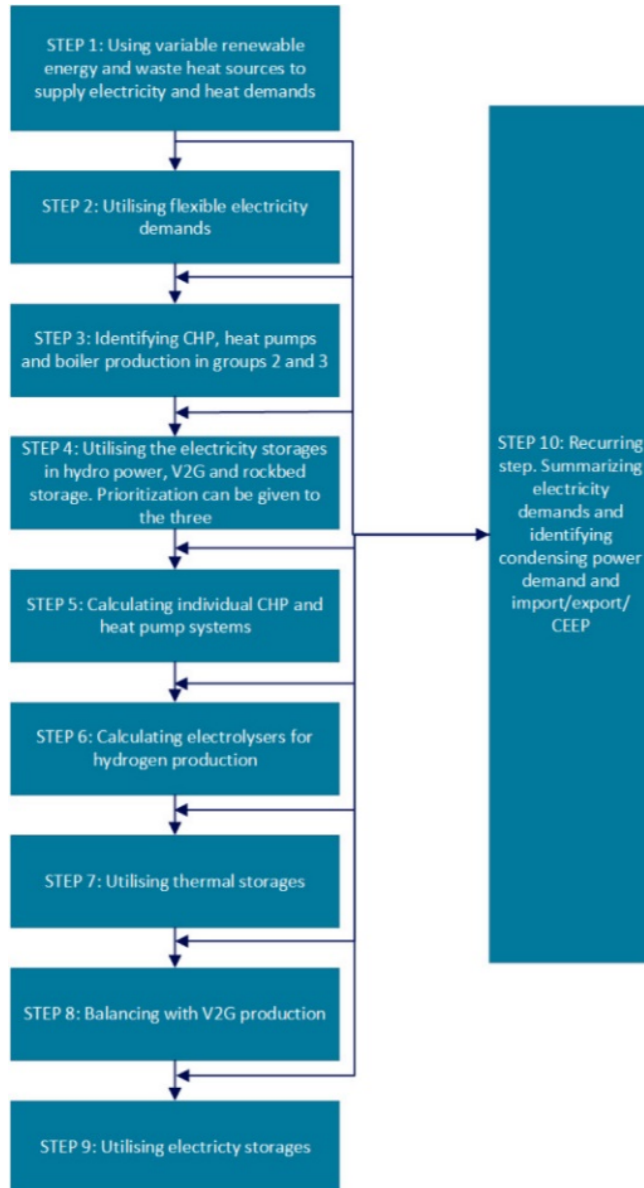 STEP 1: Using variable renewable
energy and waste heat sources to
supply electricity and heat demands
STEP 2: Utilising flexible electricity
demands
STEP 3: Identifying CHP, heat pumps
and boiler production in groups 2 and 3
STEP 4: Utilising the electricity storages
in hydro power, V2G and rockbed
storage. Prioritization can be given to
the three
STEP 5: Calculating individual CHP and
heat pump systems
STEP 6: Calculating electrolysers for
hydrogen production
STEP 7: Utilising thermal storages
STEP 8: Balancing with V2G production
STEP 9: Utilising electricty storages
STEP 10: Recurring
step. Summarizing
electricity
demands and
identifying
condensing power
demand and
import/export/
CEEP